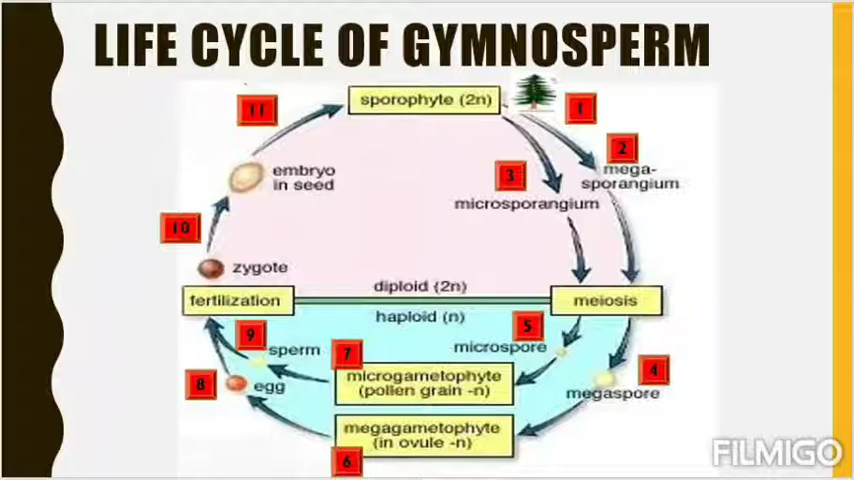 LIFE CYCLE OF GYMNOSPERM
11
sporophyte (2n)
1
2
3
mega-
sporangium
embryo
in seed
microsporangium
10
zygote
diploid (2n)
fertilization
meiosis
haploid (n)
5
9
sperm
7
microspore
4
8
egg
microgametophyte
(pollen grain -n)
megaspore
megagametophyte
(in ovule -n)
6
FILMIGO